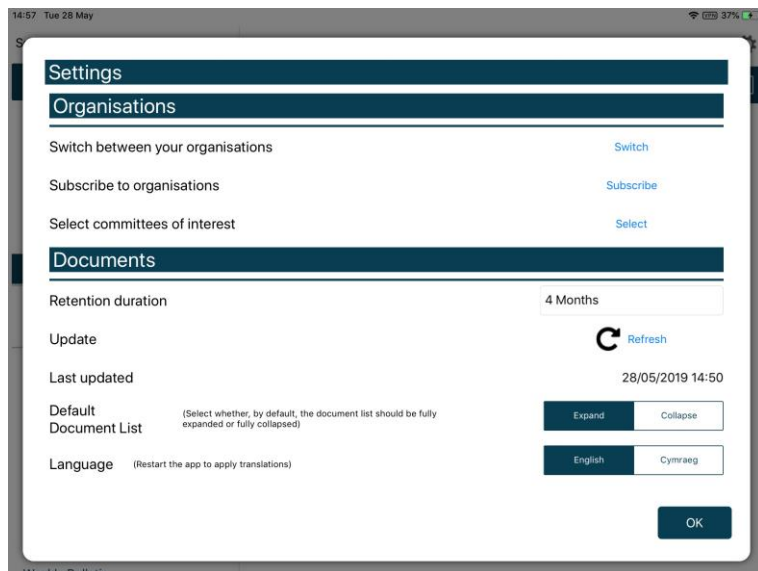 14:57 Tue 28 May
VPN 37%
Settings
Organisations
Switch between your organisations Switch
Subscribe to organisations Subscribe
Select committees of interest Select
Documents
Retention duration 4 Months
Update Refresh
Last updated 28/05/2019 14:50
Default
Document List
(Select whether, by default, the document list should be fully
expanded or fully collapsed)
Expand Collapse
Language (Restart the app to apply translations) English Cymraeg
OK